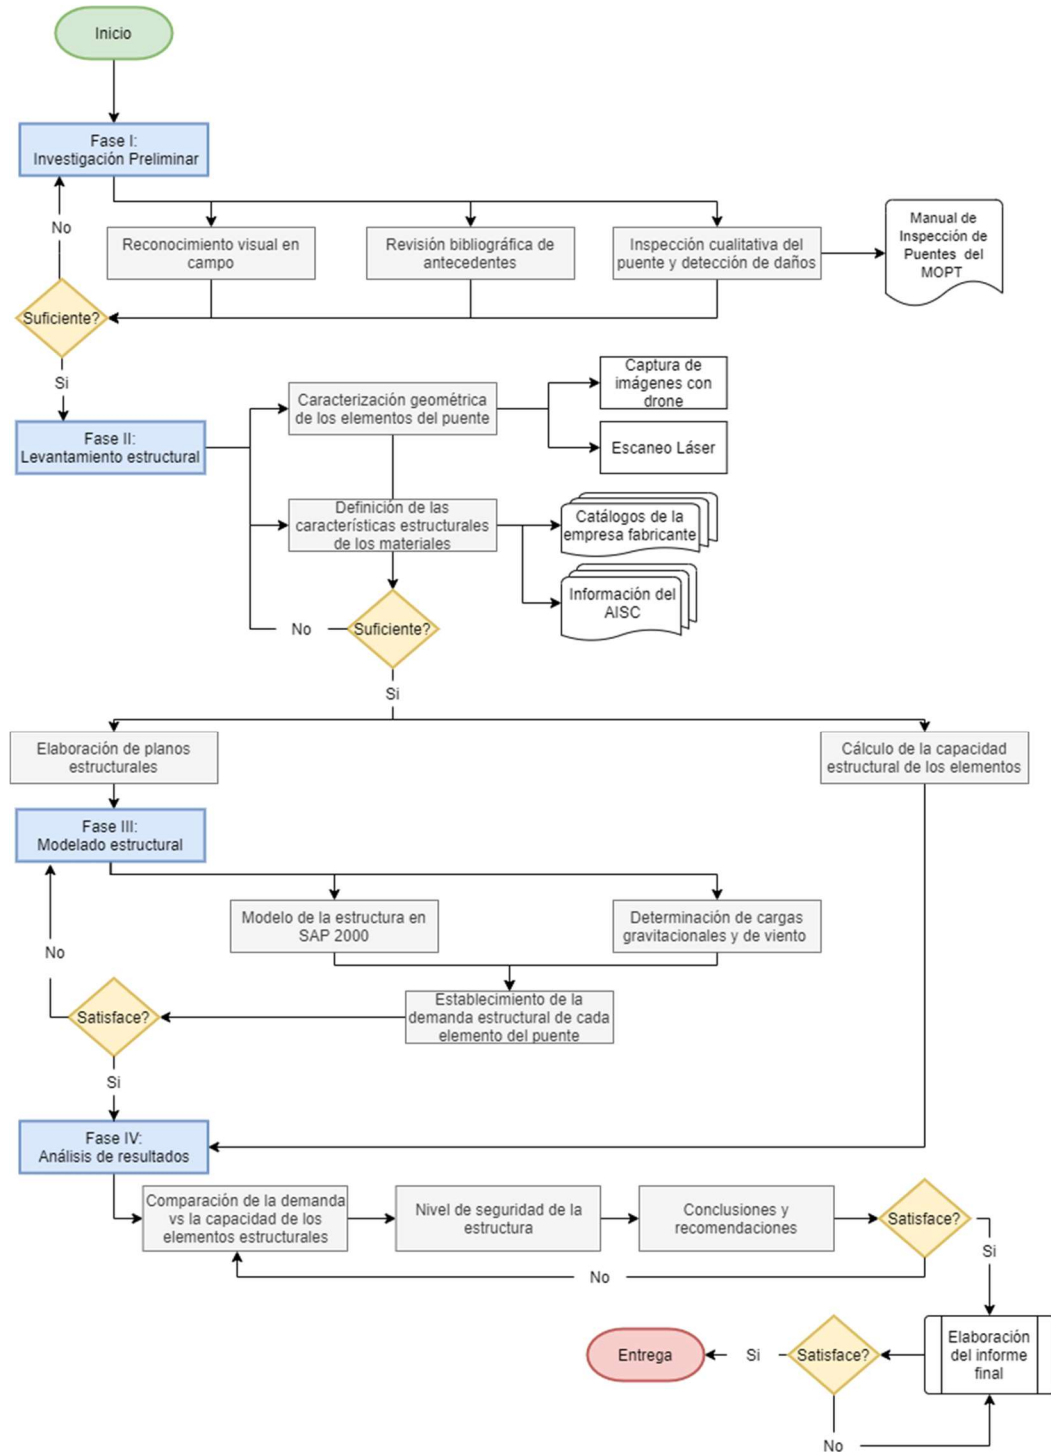 Inicio
Fase I:
Investigación Preliminar
No
Reconocimiento visual en
campo
Revisión bibliográfica de
antecedentes
Inspección cualitativa del
puente y detección de daños
Manual de
Inspección de
Puentes del
MOPT
Suficiente?
Si
Fase II:
Levantamiento estructural
Caracterización geométrica
de los elementos del puente
Captura de
imágenes con
drone
Escaneo Láser
Definición de las
características estructurales
de los materiales
Catálogos de la
empresa fabricante
Información del
AISC
No
Suficiente?
Si
Elaboración de planos
estructurales
Cálculo de la capacidad
estructural de los elementos
Fase III:
Modelado estructural
Modelo de la estructura en
SAP 2000
Determinación de cargas
gravitacionales y de viento
No
Satisface?
Establecimiento de la
demanda estructural de cada
elemento del puente
Si
Fase IV:
Análisis de resultados
Comparación de la demanda
vs la capacidad de los
elementos estructurales
Nivel de seguridad de la
estructura
Conclusiones y
recomendaciones
Satisface?
Si
No
Entrega
Si
Satisface?
Elaboración
del informe
final
No